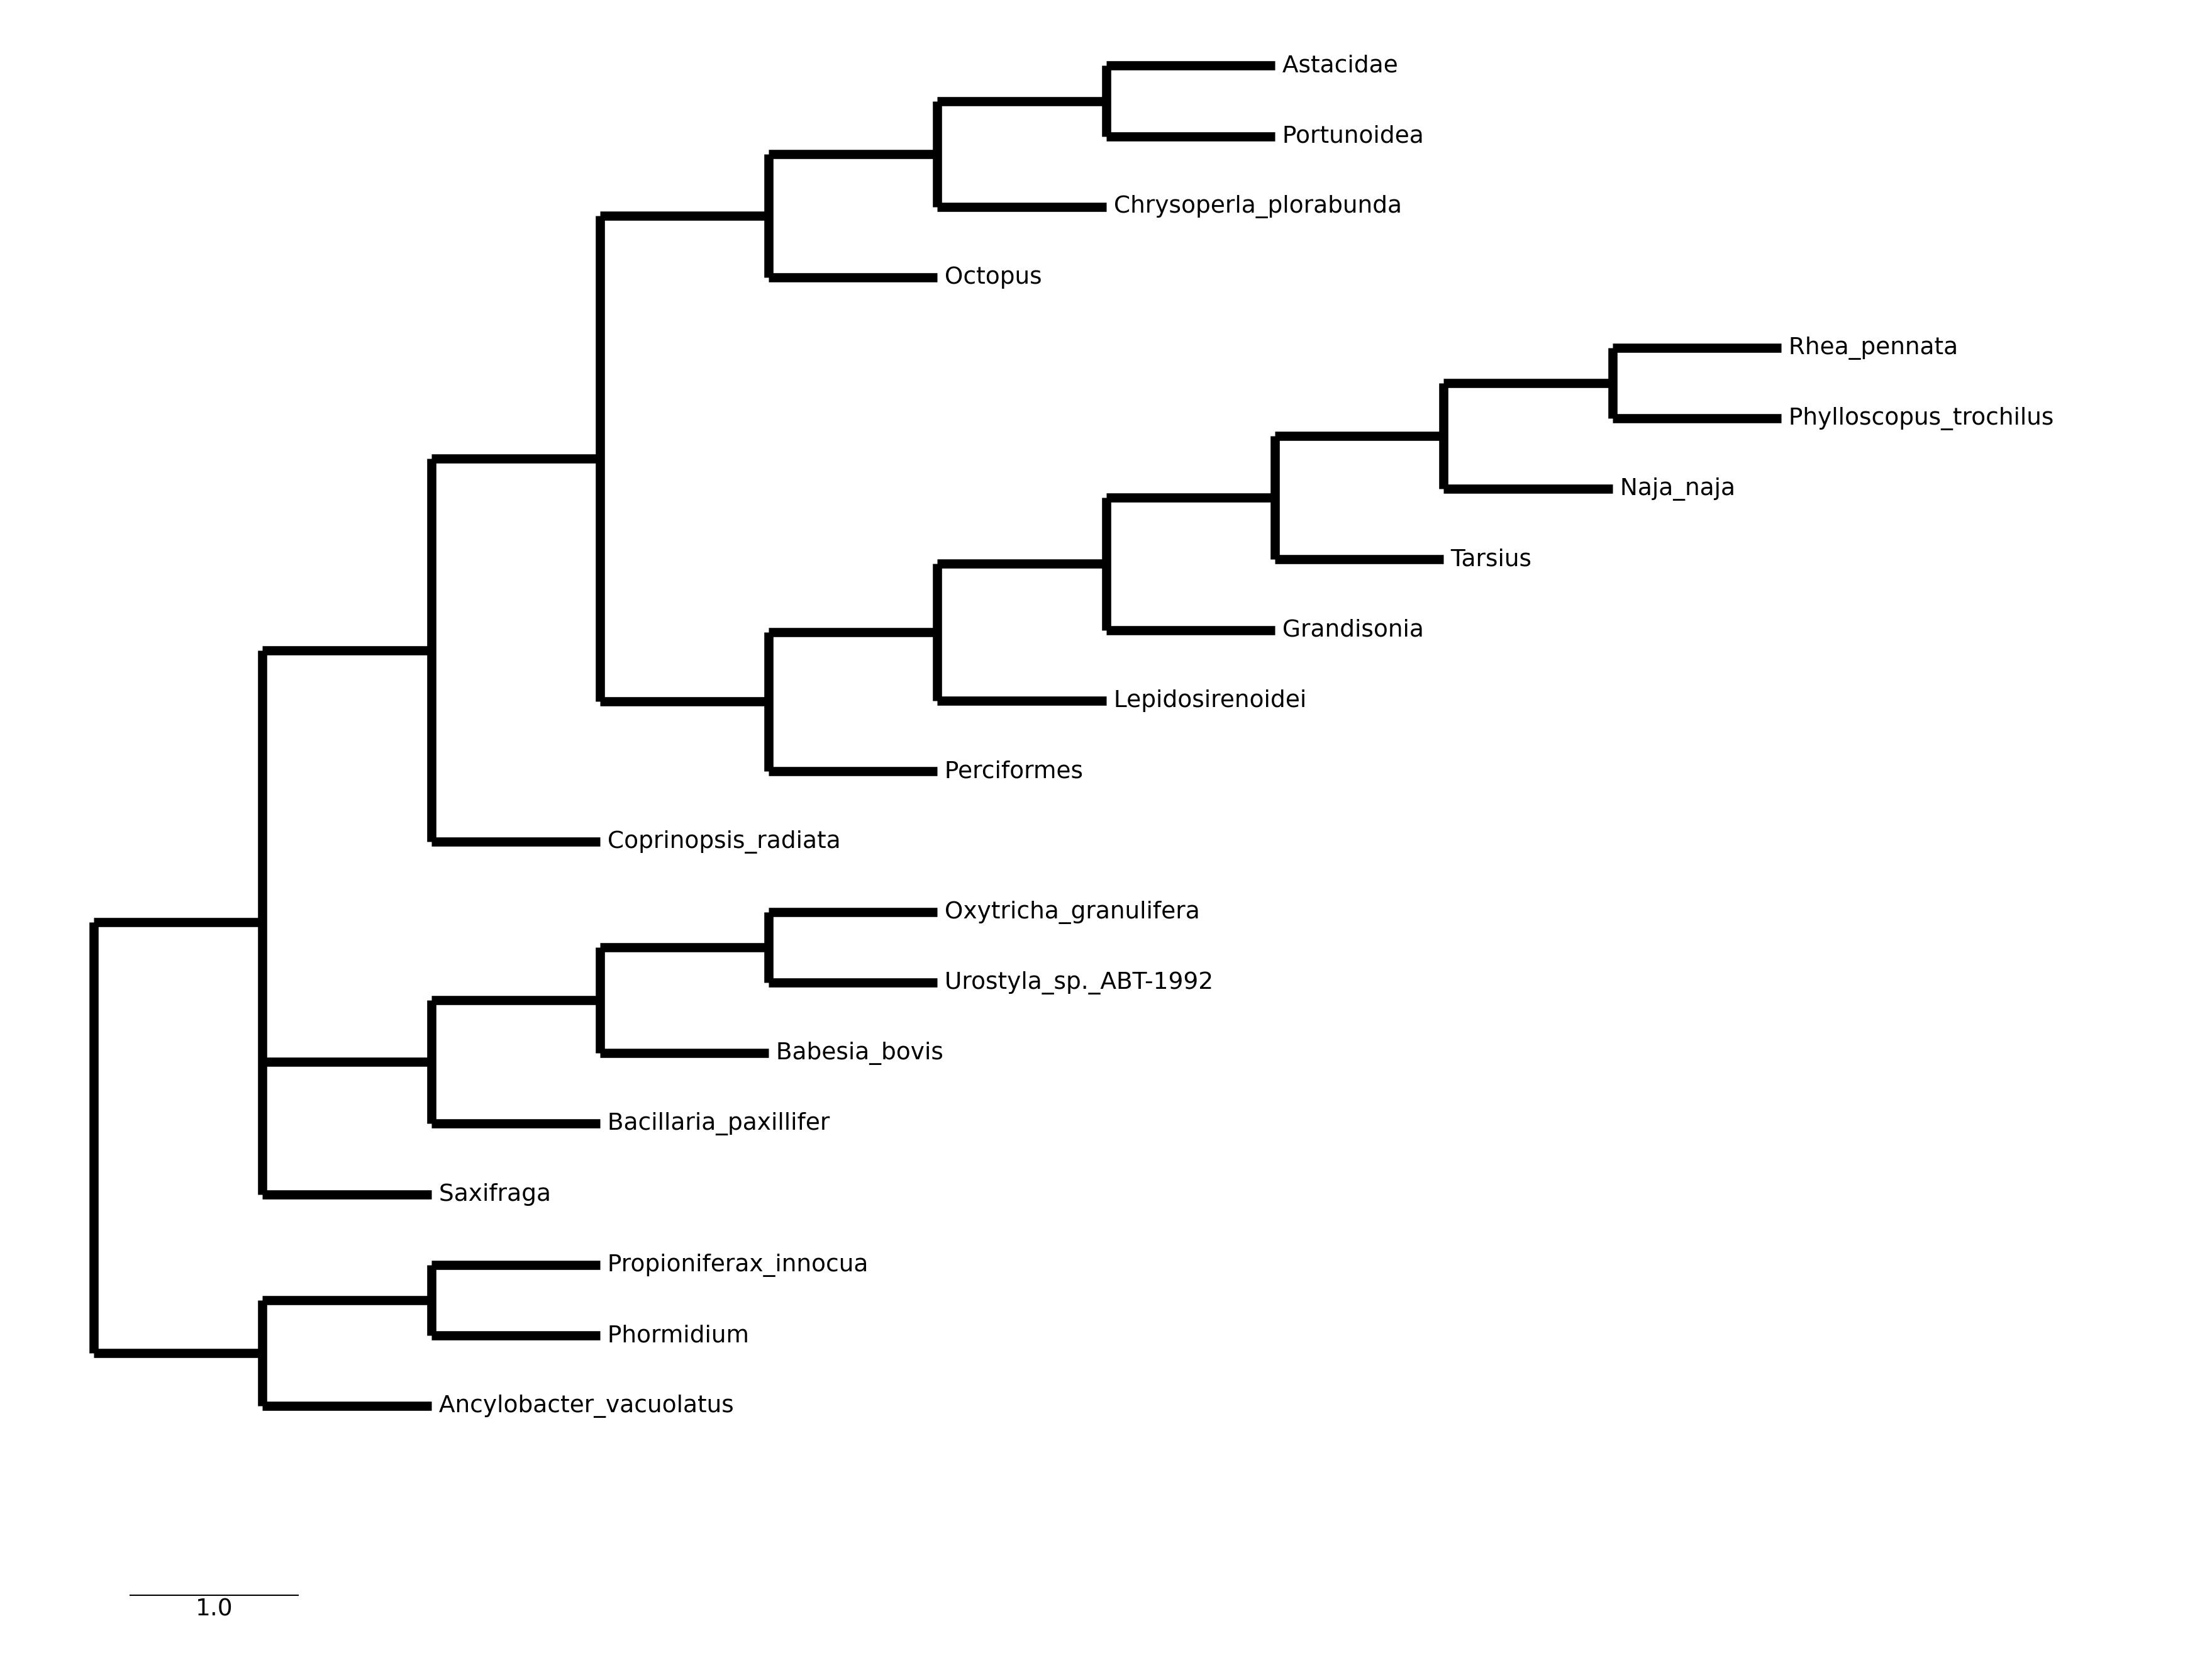 Astacidae
Portunoidea
Chrysoperla_plorabunda
Octopus
Rhea_pennata
Phylloscopus_trochilus
Naja_naja
Tarsius
Grandisonia
Lepidosirenoidei
Perciformes
Coprinopsis_radiata
Oxytricha_granulifera
Urostyla_sp._ABT-1992
Babesia_bovis
Bacillaria_paxillifer
Saxifraga
Propioniferax_innocua
Phormidium
Ancylobacter_vacuolatus
1.0